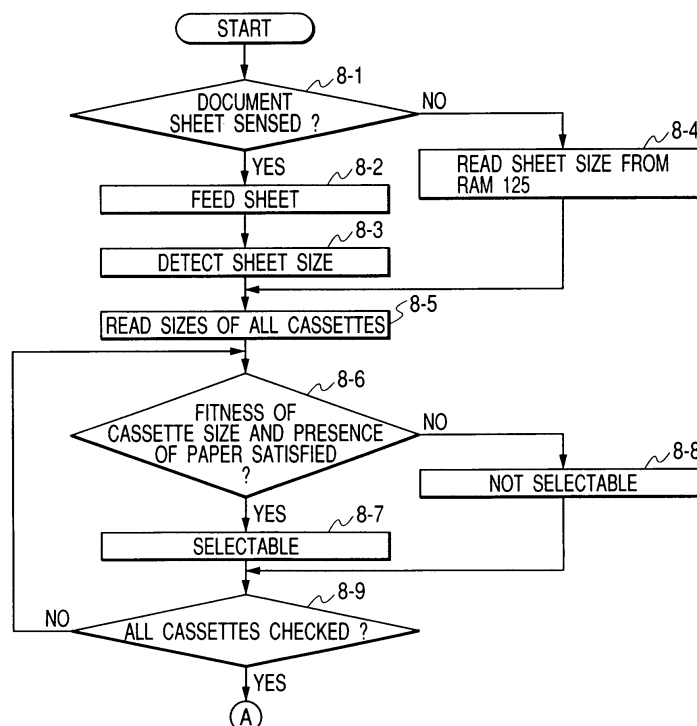 START
8-1
DOCUMENT
SHEET SENSED ?
NO
YES
8-4
READ SHEET SIZE FROM
RAM 125
8-2
FEED SHEET
8-3
DETECT SHEET SIZE
8-5
READ SIZES OF ALL CASSETTES
8-6
FITNESS OF
CASSETTE SIZE AND PRESENCE
OF PAPER SATISFIED
?
NO
YES
8-8
NOT SELECTABLE
8-7
SELECTABLE
8-9
NO
ALL CASSETTES CHECKED ?
YES
A